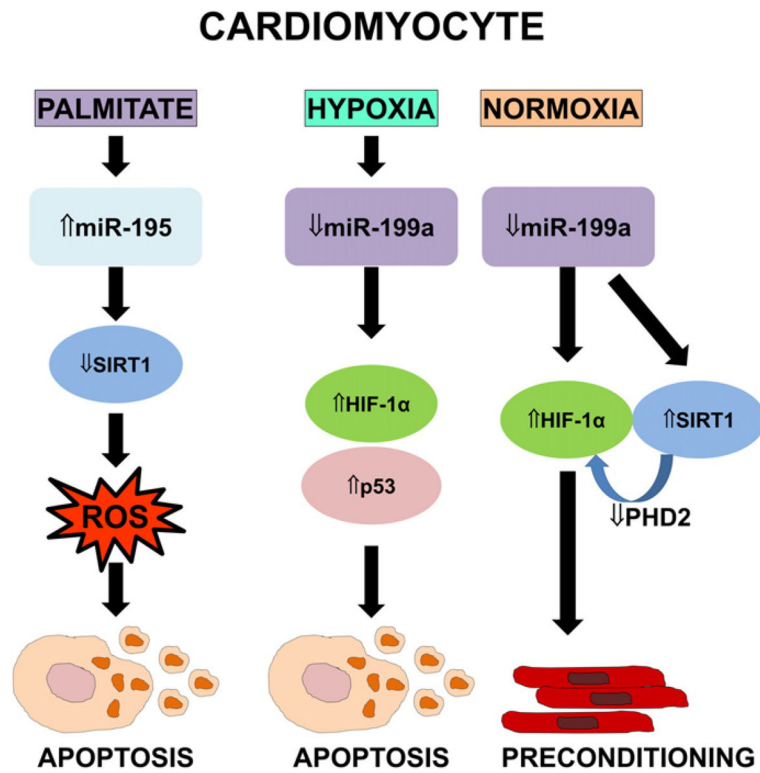 CARDIOMYOCYTE
PALMITATE
HYPOXIA
NORMOXIA
⇑miR-195
⇓miR-199a
⇓miR-199a
⇓SIRT1
⇑HIF-1α
⇑HIF-1α
⇑SIRT1
ROS
⇑p53
⇓PHD2
APOPTOSIS
APOPTOSIS
PRECONDITIONING